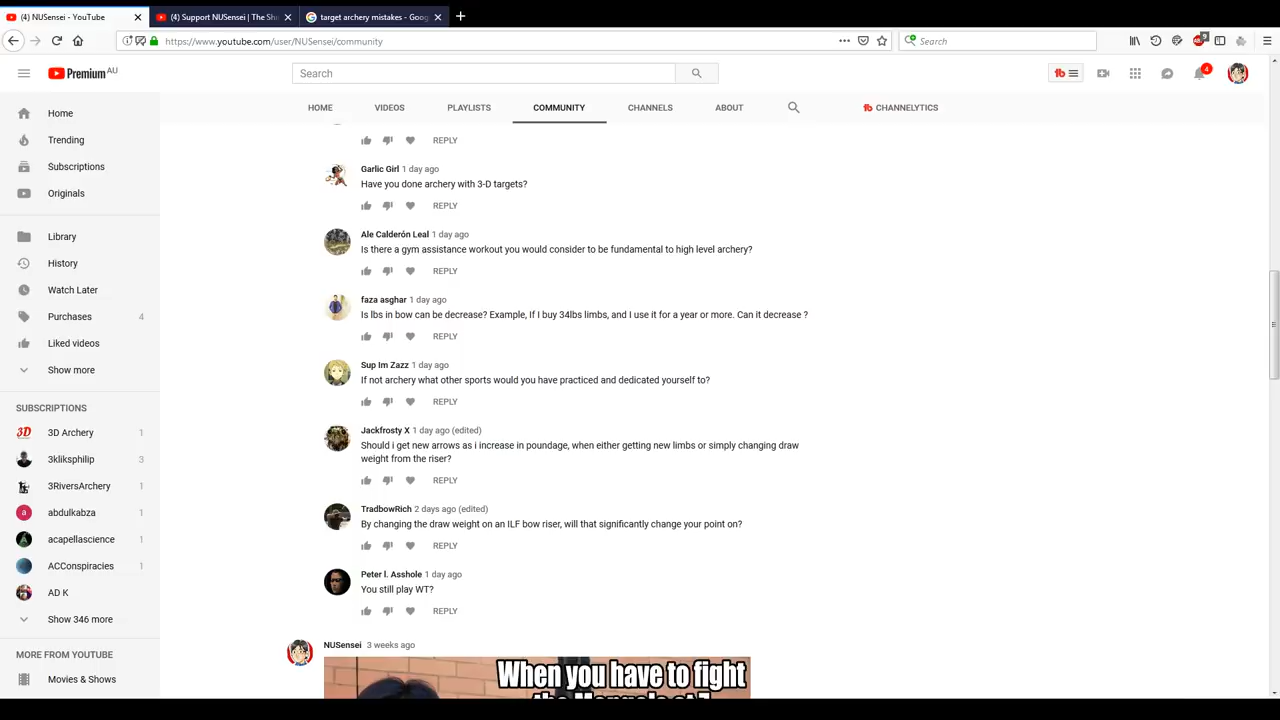 (4) NUSensei - YouTube
(4) Support NUSensei | The Shi
target archery mistakes - Goog
https://www.youtube.com/user/NUSensei/community
Search
9
Premium AU
Search
4
HOME VIDEOS PLAYLISTS COMMUNITY CHANNELS ABOUT CHANNELYTICS
Home
Trending
Subscriptions
Originals
Library
History
Watch Later
Purchases 4
Liked videos
Show more
SUBSCRIPTIONS
3D Archery 1
3kliksphilip 3
3RiversArchery 1
abdulkabza 1
acapellascience 1
ACConspiracies 1
AD K
Show 346 more
MORE FROM YOUTUBE
Movies & Shows
REPLY
Garlic Girl 1 day ago
Have you done archery with 3-D targets?
REPLY
Ale Calderón Leal 1 day ago
Is there a gym assistance workout you would consider to be fundamental to high level archery?
REPLY
faza asghar 1 day ago
Is lbs in bow can be decrease? Example, If I buy 34lbs limbs, and I use it for a year or more. Can it decrease ?
REPLY
Sup Im Zazz 1 day ago
If not archery what other sports would you have practiced and dedicated yourself to?
REPLY
Jackfrosty X 1 day ago (edited)
Should i get new arrows as i increase in poundage, when either getting new limbs or simply changing draw
weight from the riser?
REPLY
TradbowRich 2 days ago (edited)
By changing the draw weight on an ILF bow riser, will that significantly change your point on?
REPLY
Peter l. Asshole 1 day ago
You still play WT?
REPLY
NUSensei 3 weeks ago
When you have to fight